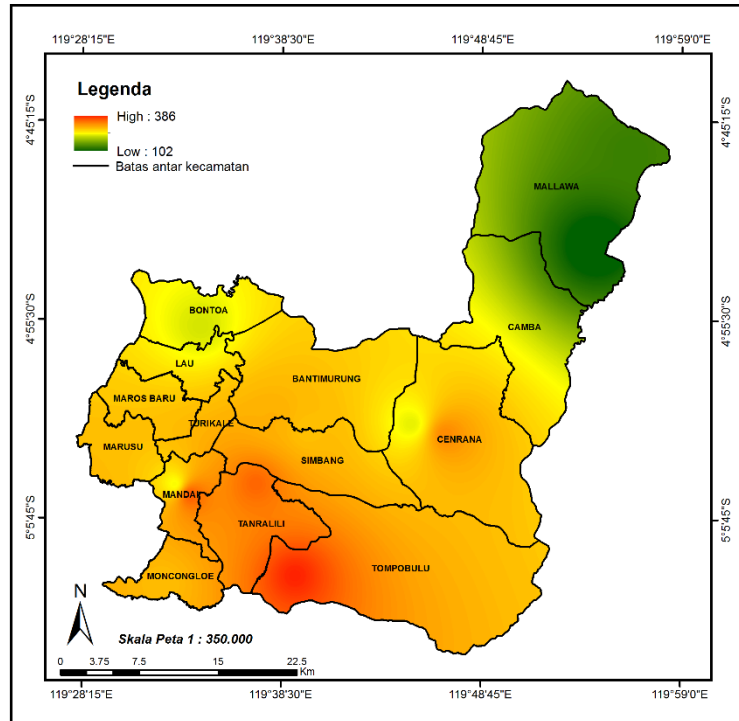 119°28'15"E 119°38'30"E 119°48'45"E 119°59'0"E
4°45'15"S
4°55'30"S
5°5'45"S
Legenda
High : 386
Low : 102
Batas antar kecamatan
4°45'15"S
4°55'30"S
5°5'45"S
MALLAWA
BONTOA
CAMBA
LAU
BANTIMURUNG
MAROS BARU
TURIKALE
MARUSU
CENRANA
SIMBANG
MANDAI
TANRALILI
TOMPOBULU
MONCONGLOE
N
Skala Peta 1 : 350.000
0 3.75 7.5 15 22.5
Km
119°28'15"E 119°38'30"E 119°48'45"E 119°59'0"E